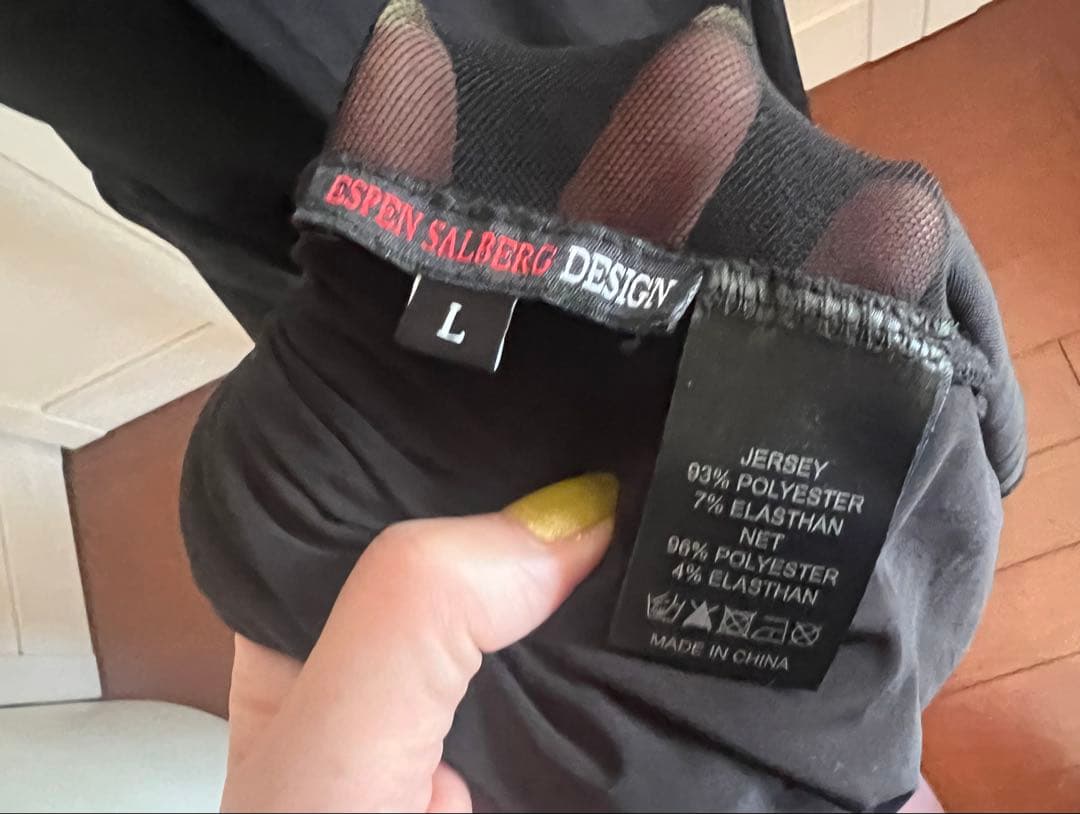 ESPEN SALBERG DESIGN
L
JERSEY
93% POLYESTER
7% ELASTHAN
NET
96% POLYESTER
4% ELASTHAN
MADE IN CHINA